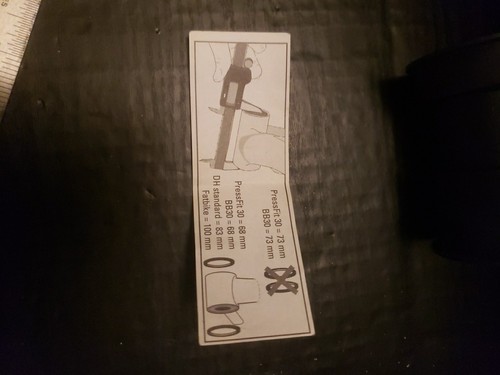 PressFit 30 = 73 mm
BB30 = 73 mm
PressFit 30 = 68 mm
BB30 = 68 mm
DH standard = 83 mm
Fatbike = 100 mm